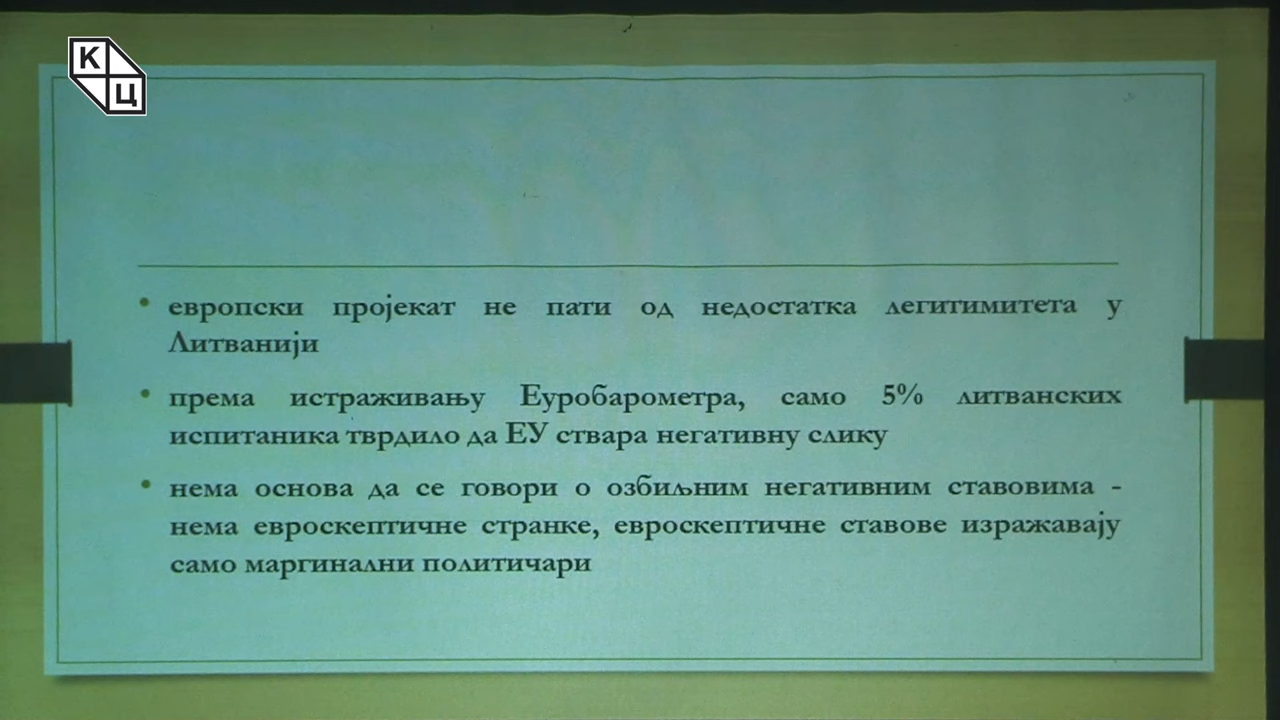 К
Ц
европски пројекат не пати од недостатка легитимитета у
Литванији
према истраживању Еуробарометра, само 5% литванских
испитаника тврдило да ЕУ ствара негативну слику
нема основа да се говори о озбиљним негативним ставовима -
нема евроскептичне странке, евроскептичне ставове изражавају
само маргинални политичари